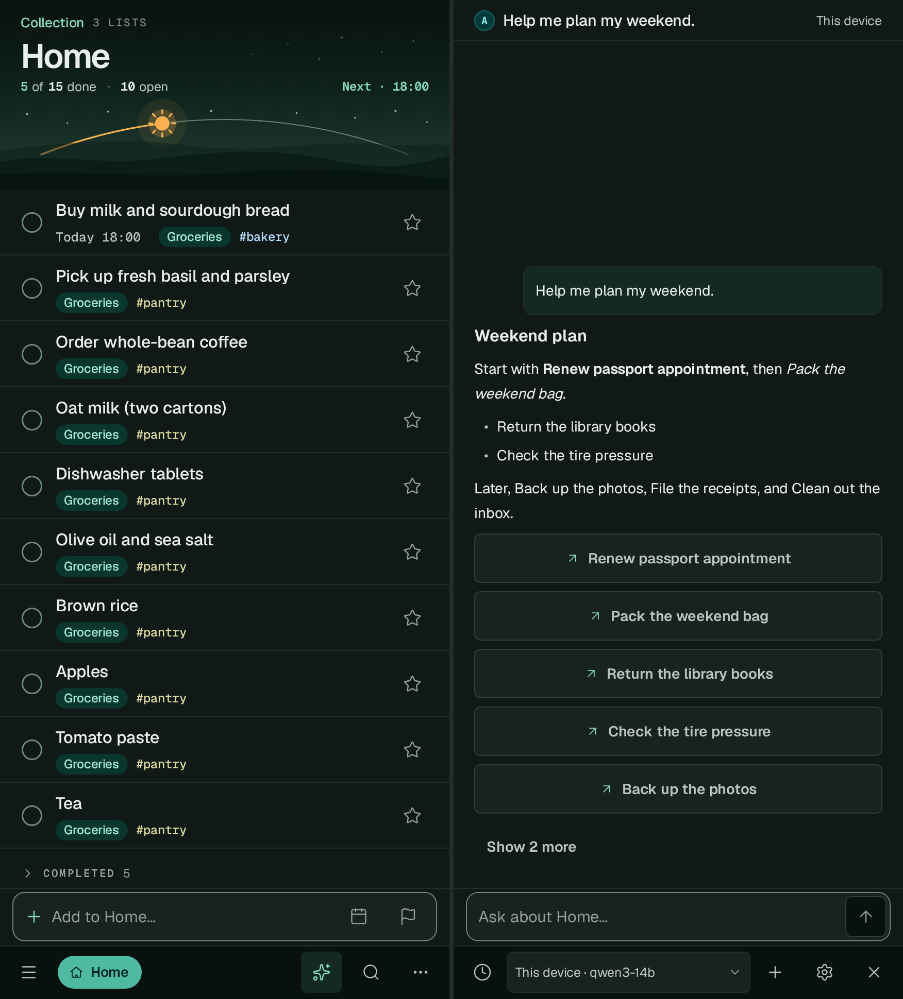 Collection 3 LISTS
Home
5 of 15 done · 10 open
Next · 18:00
Buy milk and sourdough bread
Today 18:00 Groceries #bakery
Pick up fresh basil and parsley
Groceries #pantry
Order whole-bean coffee
Groceries #pantry
Oat milk (two cartons)
Groceries #pantry
Dishwasher tablets
Groceries #pantry
Olive oil and sea salt
Groceries #pantry
Brown rice
Groceries #pantry
Apples
Groceries #pantry
Tomato paste
Groceries #pantry
Tea
Groceries #pantry
COMPLETED 5
Add to Home...
Home
A Help me plan my weekend. This device
Help me plan my weekend.
Weekend plan
Start with Renew passport appointment, then Pack the
weekend bag.
• Return the library books
• Check the tire pressure
Later, Back up the photos, File the receipts, and Clean out the
inbox.
Renew passport appointment
Pack the weekend bag
Return the library books
Check the tire pressure
Back up the photos
Show 2 more
Ask about Home...
This device · qwen3-14b